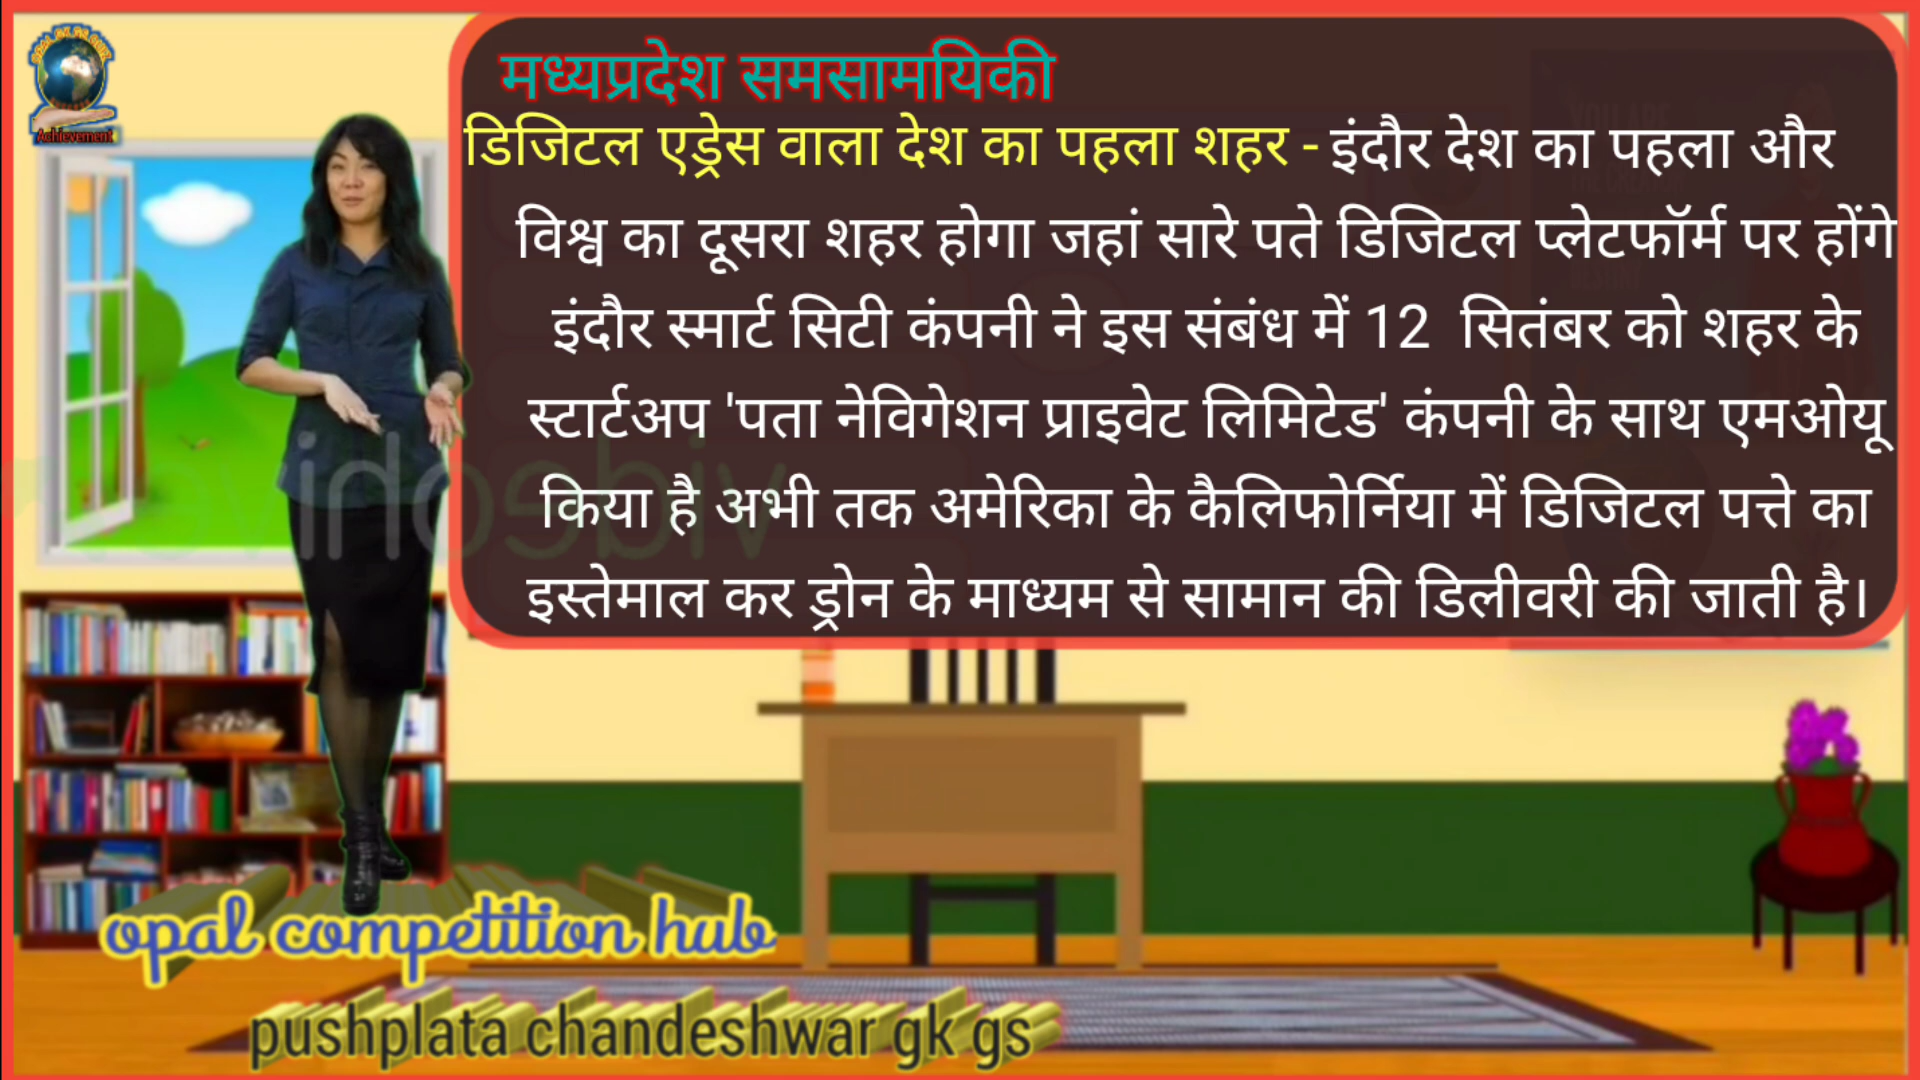 मध्यप्रदेश समसामयिकी
डिजिटल एड्रेस वाला देश का पहला शहर - इंदौर देश का पहला और
विश्व का दूसरा शहर होगा जहां सारे पते डिजिटल प्लेटफॉर्म पर होंगे
इंदौर स्मार्ट सिटी कंपनी ने इस संबंध में 12 सितंबर को शहर के
स्टार्टअप 'पता नेविगेशन प्राइवेट लिमिटेड' कंपनी के साथ एमओयू
किया है अभी तक अमेरिका के कैलिफोर्निया में डिजिटल पत्ते का
इस्तेमाल कर ड्रोन के माध्यम से सामान की डिलीवरी की जाती है।
Achievement
opal competition hub
pushplata chandeshwar gk gs